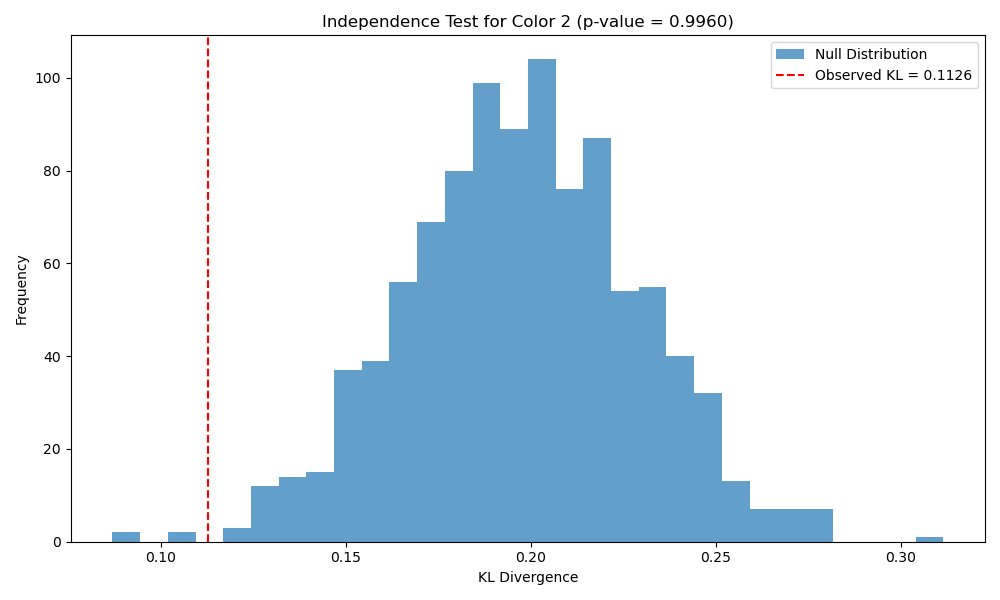 Independence Test for Color 2 (p-value = 0.9960)
Null Distribution
Observed KL = 0.1126
100
80
60
40
20
0
Frequency
0.10 0.15 0.20 0.25 0.30
KL Divergence